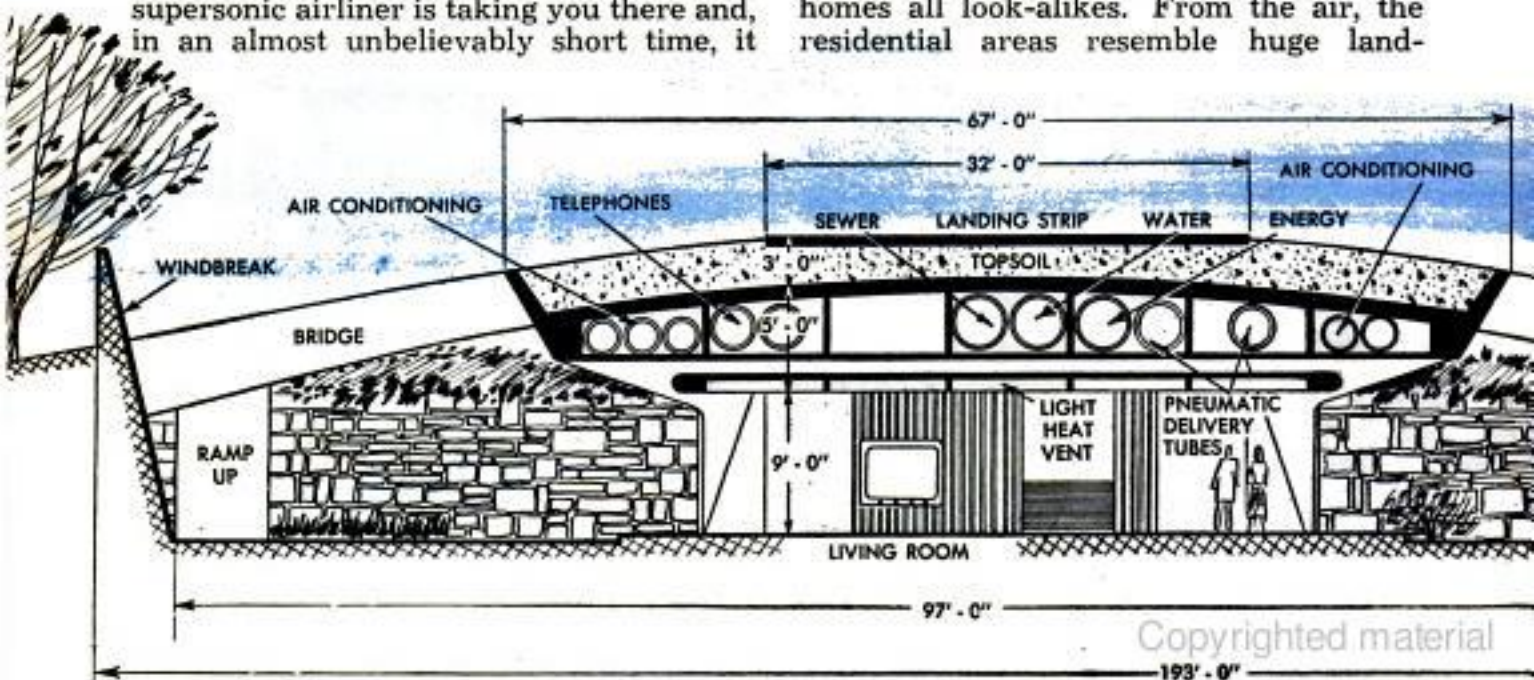 supersonic airliner is taking you there and,
in an almost unbelievably short time, it
homes all look-alikes. From the air, the
residential areas resemble huge land-
67' - 0"
32' - 0"
AIR CONDITIONING
AIR CONDITIONING
TELEPHONES
SEWER
LANDING STRIP
WATER
ENERGY
WINDBREAK
3' - 0"
TOPSOIL
BRIDGE
5' - 0"
RAMP
UP
9' - 0"
LIGHT
HEAT
VENT
PNEUMATIC
DELIVERY
TUBES
LIVING ROOM
97' - 0"
Copyrighted material
193' - 0"